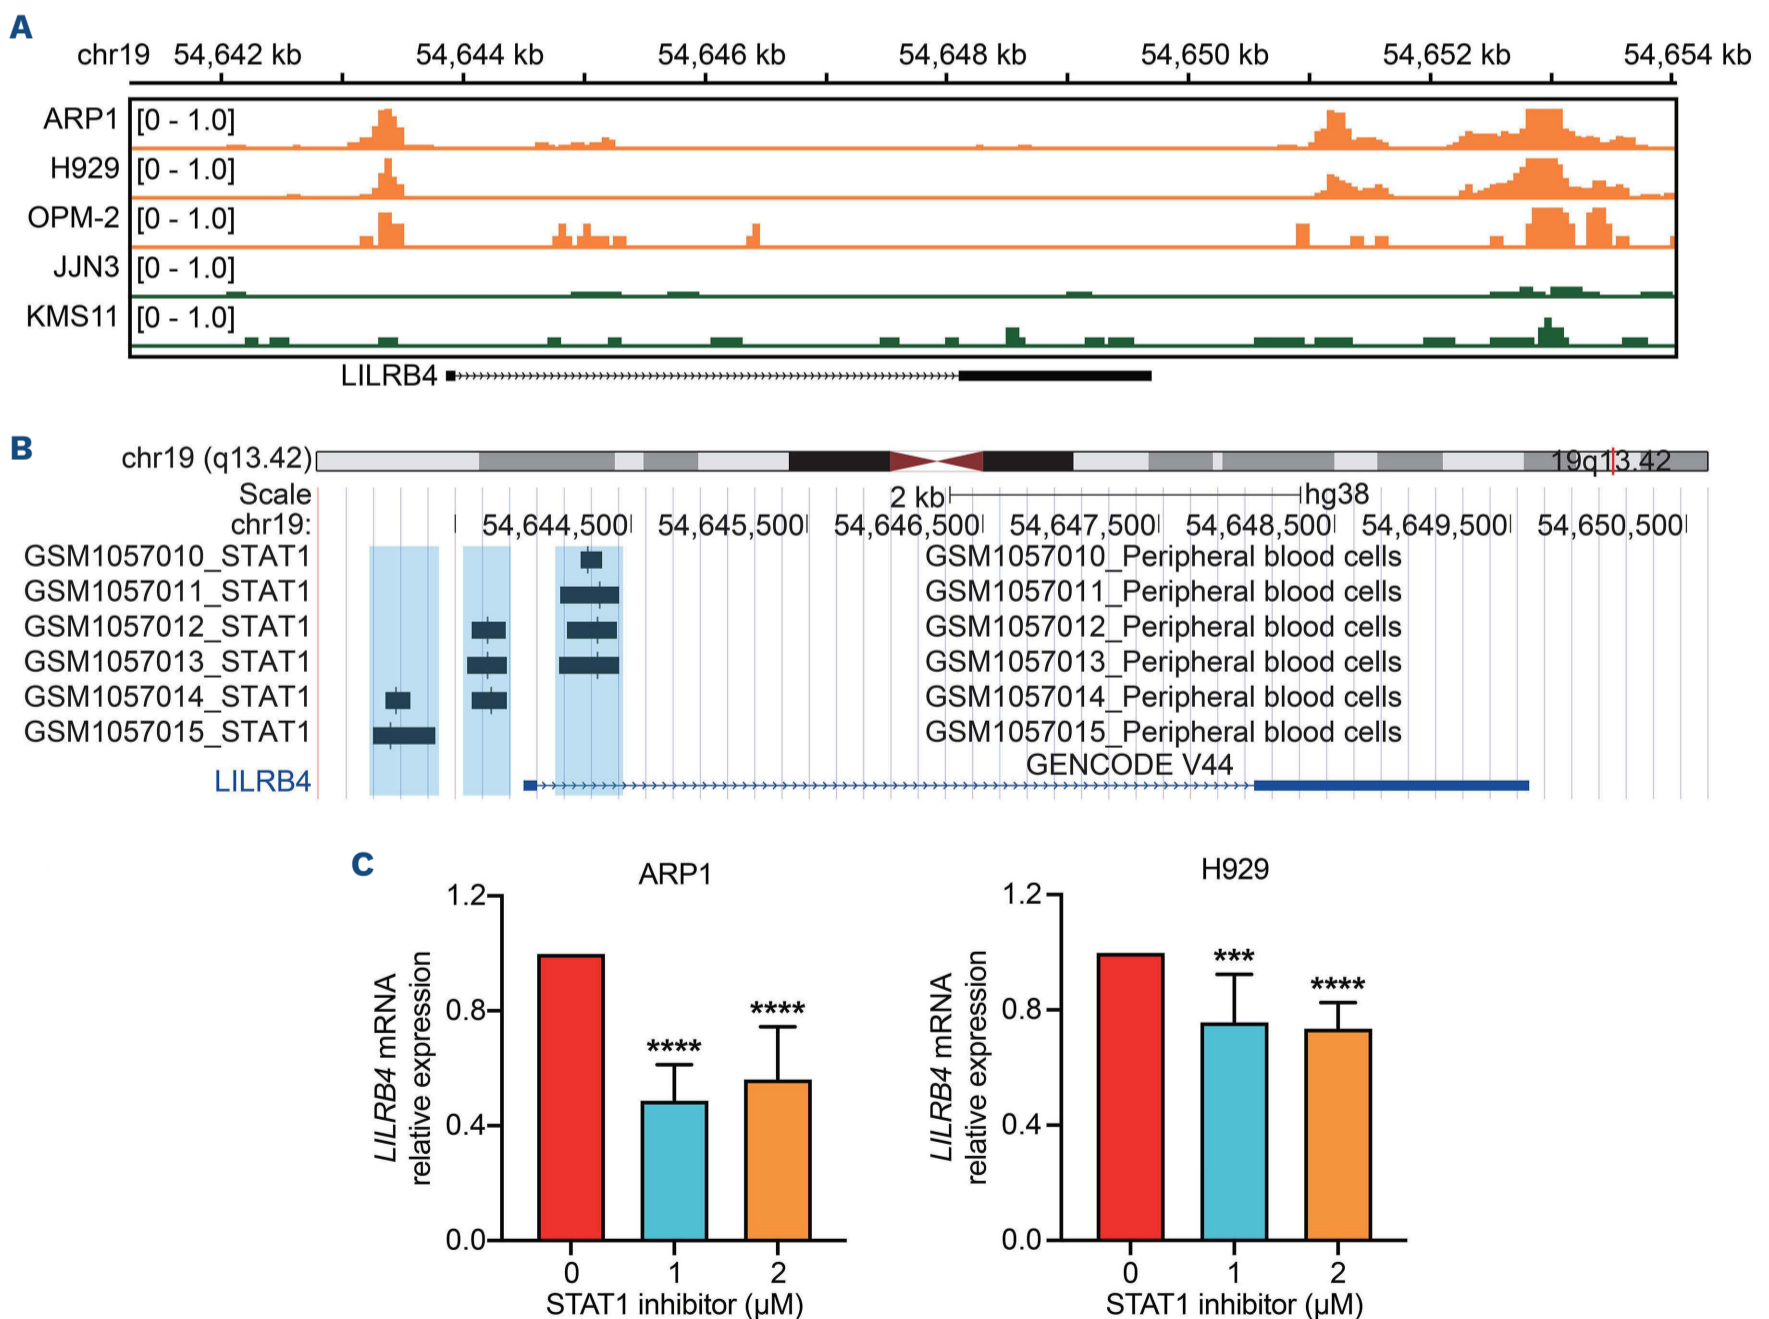 A
chr19 54,642 kb 54,644 kb 54,646 kb 54,648 kb 54,650 kb 54,652 kb 54,654 kb
ARP1 [0 - 1.0]
H929 [0 - 1.0]
OPM-2 [0 - 1.0]
JJN3 [0 - 1.0]
KMS11 [0 - 1.0]
LILRB4
B
chr19 (q13.42) 19q13.42
Scale 2 kb hg38
chr19: 54,644,500 54,645,500 54,646,500 54,647,500 54,648,500 54,649,500 54,650,500
GSM1057010_STAT1 GSM1057010_Peripheral blood cells
GSM1057011_STAT1 GSM1057011_Peripheral blood cells
GSM1057012_STAT1 GSM1057012_Peripheral blood cells
GSM1057013_STAT1 GSM1057013_Peripheral blood cells
GSM1057014_STAT1 GSM1057014_Peripheral blood cells
GSM1057015_STAT1 GSM1057015_Peripheral blood cells
GENCODE V44
LILRB4
C
ARP1
LILRB4 mRNA
relative expression
1.2
0.8
0.4
0.0
****
****
0 1 2
STAT1 inhibitor (µM)
H929
LILRB4 mRNA
relative expression
1.2
0.8
0.4
0.0
***
****
0 1 2
STAT1 inhibitor (µM)